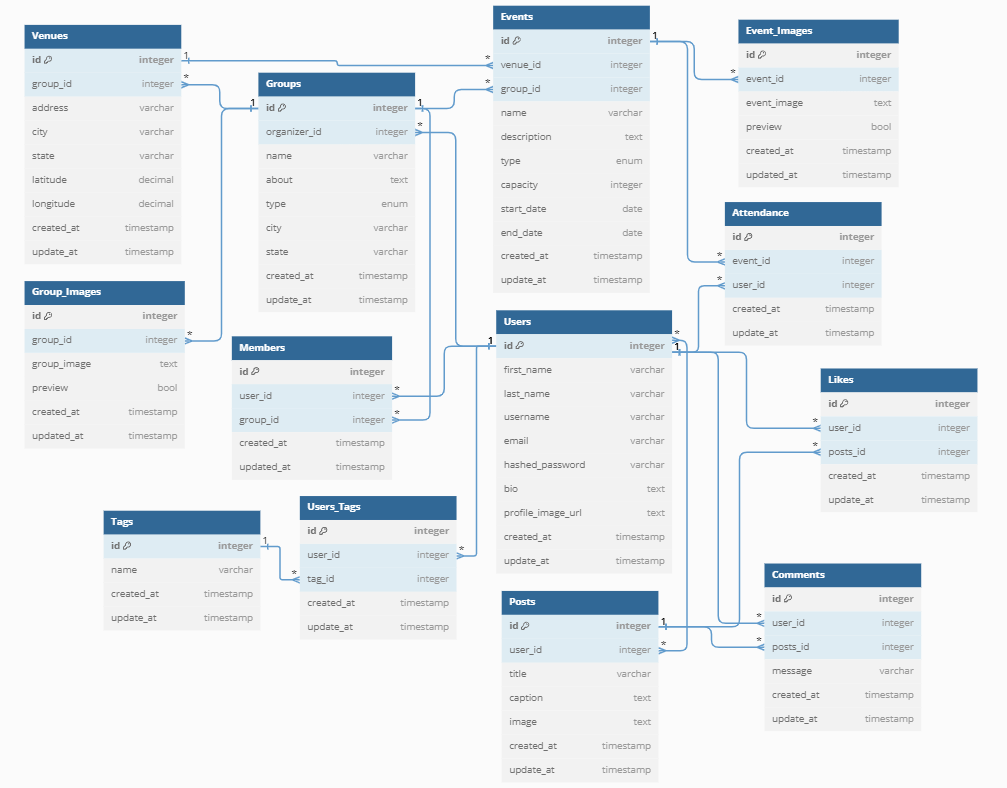 Venues
id integer
group_id integer
address varchar
city varchar
state varchar
latitude decimal
longitude decimal
created_at timestamp
update_at timestamp
Groups
id integer
organizer_id integer
name varchar
about text
type enum
city varchar
state varchar
created_at timestamp
update_at timestamp
Events
id integer
venue_id integer
group_id integer
name varchar
description text
type enum
capacity integer
start_date date
end_date date
created_at timestamp
update_at timestamp
Event_Images
id integer
event_id integer
event_image text
preview bool
created_at timestamp
updated_at timestamp
Attendance
id integer
event_id integer
user_id integer
created_at timestamp
update_at timestamp
Group_Images
id integer
group_id integer
group_image text
preview bool
created_at timestamp
updated_at timestamp
Members
id integer
user_id integer
group_id integer
created_at timestamp
updated_at timestamp
Users
id integer
first_name varchar
last_name varchar
username varchar
email varchar
hashed_password varchar
bio text
profile_image_url text
created_at timestamp
update_at timestamp
Likes
id integer
user_id integer
posts_id integer
created_at timestamp
update_at timestamp
Tags
id integer
name varchar
created_at timestamp
update_at timestamp
Users_Tags
id integer
user_id integer
tag_id integer
created_at timestamp
update_at timestamp
Posts
id integer
user_id integer
title varchar
caption text
image text
created_at timestamp
update_at timestamp
Comments
id integer
user_id integer
posts_id integer
message varchar
created_at timestamp
update_at timestamp
1
*
*
1
1
*
*
*
1
*
*
*
*
*
*
1
*
1
*
*
*
1
*
1
*
*
*